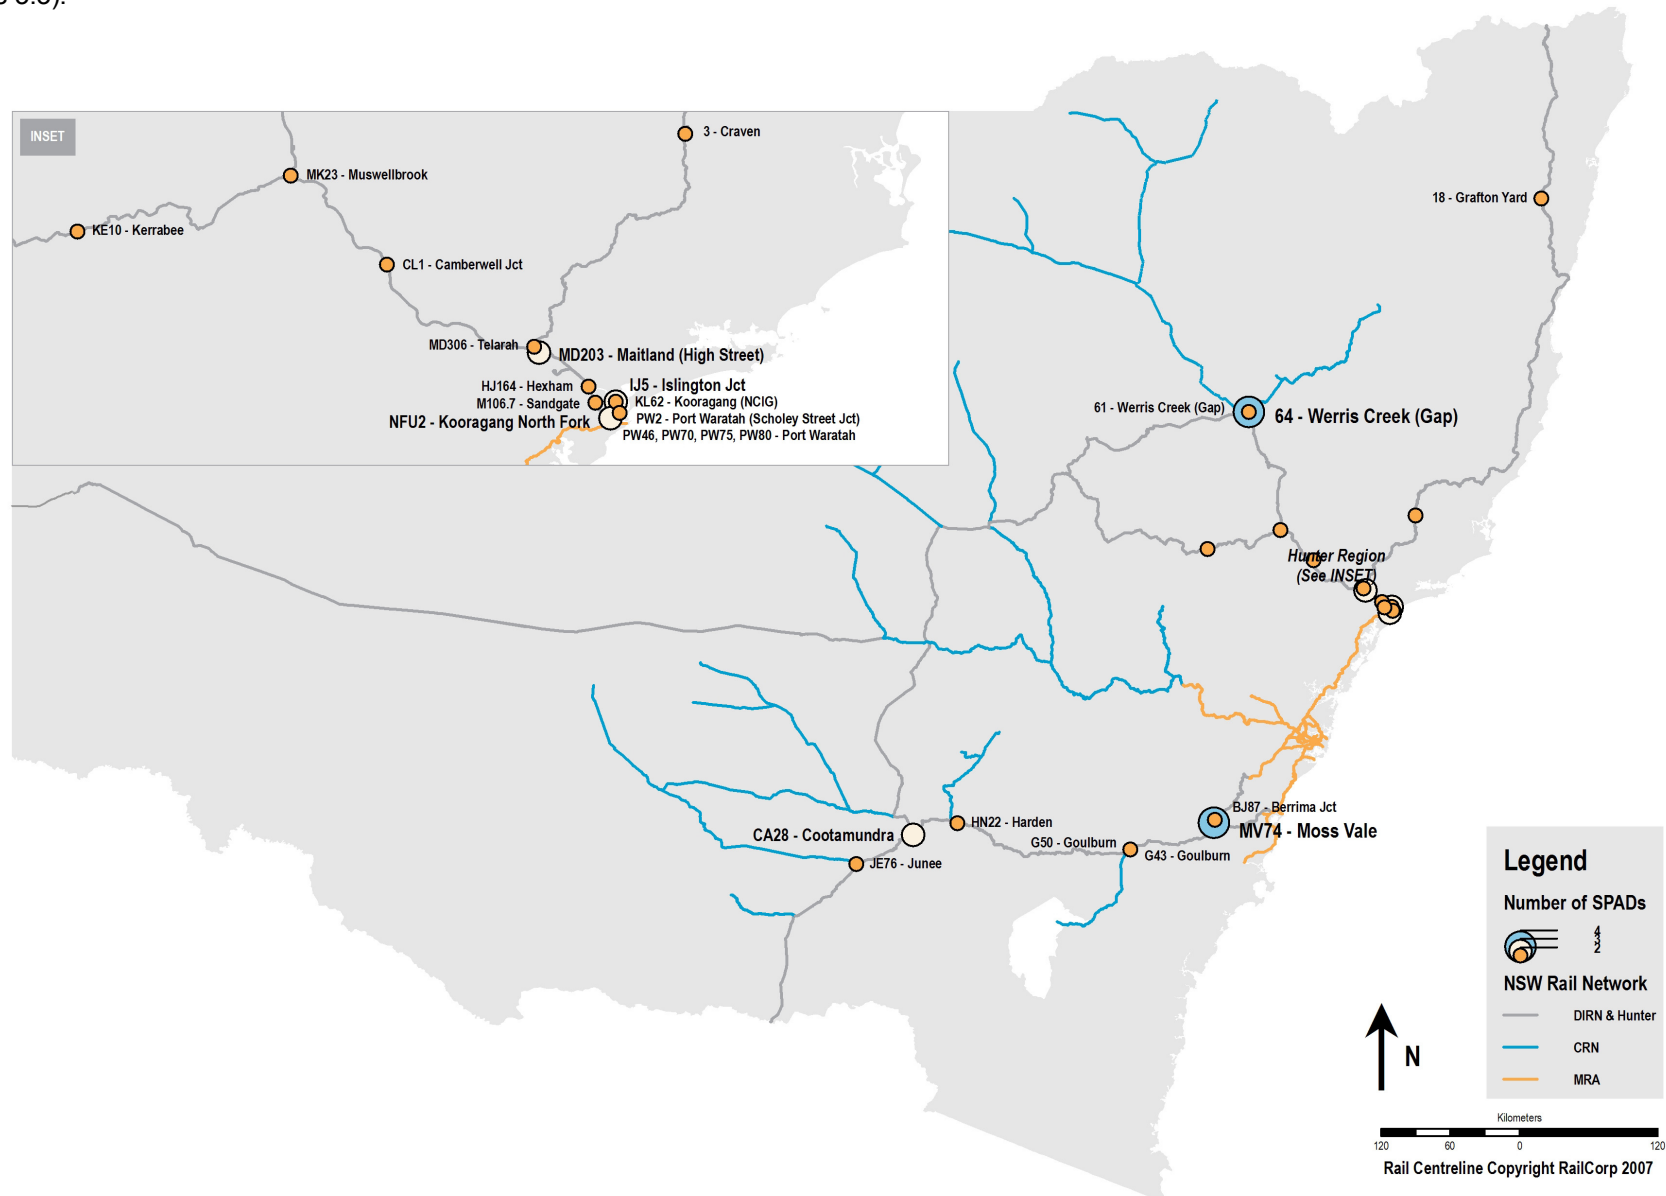 s 3.3).
INSET
3 - Craven
MK23 - Muswellbrook
KE10 - Kerrabee
CL1 - Camberwell Jct
MD306 - Telarah
MD203 - Maitland (High Street)
HJ164 - Hexham
IJ5 - Islington Jct
M106.7 - Sandgate
KL62 - Kooragang (NCIG)
NFU2 - Kooragang North Fork
PW2 - Port Waratah (Scholey Street Jct)
PW46, PW70, PW75, PW80 - Port Waratah
18 - Grafton Yard
61 - Werris Creek (Gap)
64 - Werris Creek (Gap)
Hunter Region
(See INSET)
BJ87 - Berrima Jct
MV74 - Moss Vale
HN22 - Harden
CA28 - Cootamundra
G50 - Goulburn
G43 - Goulburn
JE76 - Junee
Legend
Number of SPADs
4
3
2
NSW Rail Network
DIRN & Hunter
CRN
MRA
N
Kilometers
120 60 0 120
Rail Centreline Copyright RailCorp 2007